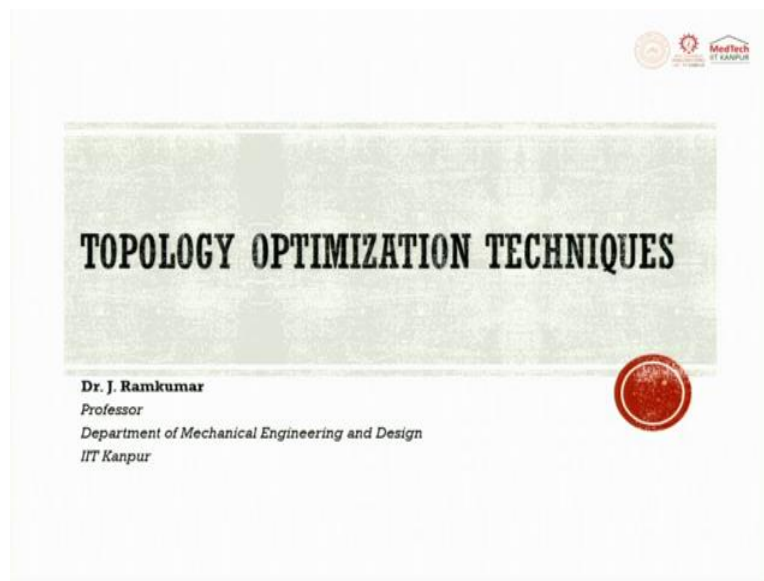 MedTech
IIT KANPUR
TOPOLOGY OPTIMIZATION TECHNIQUES
Dr. J. Ramkumar
Professor
Department of Mechanical Engineering and Design
IIT Kanpur